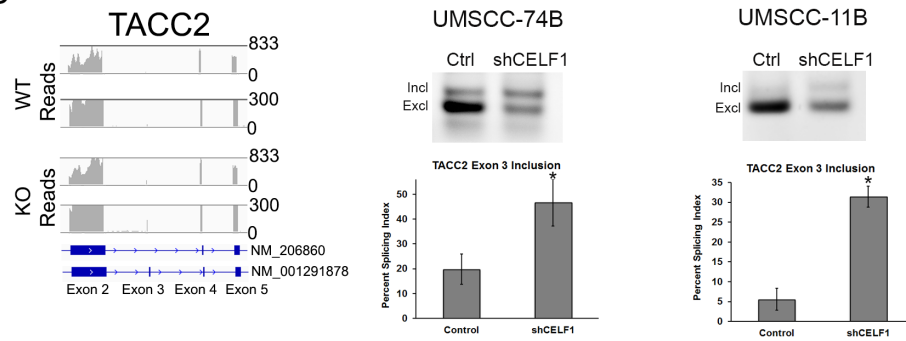 TACC2
WT
Reads
833
0
300
0
KO
Reads
833
0
300
0
NM_206860
NM_001291878
Exon 2 Exon 3 Exon 4 Exon 5
UMSCC-74B
Ctrl shCELF1
Incl
Excl
TACC2 Exon 3 Inclusion
Percent Splicing Index
50
40
30
20
10
0
*
Control shCELF1
UMSCC-11B
Ctrl shCELF1
Incl
Excl
TACC2 Exon 3 Inclusion
Percent Splicing Index
35
30
25
20
15
10
5
0
*
Control shCELF1